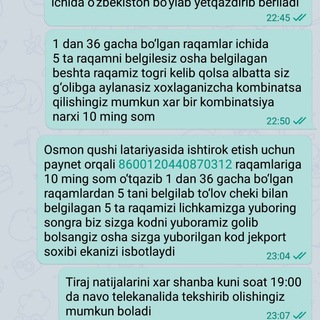 ichida o'zbekiston bo'ylab yetqazdirib beriladi
22:45
1 dan 36 gacha bo'lgan raqamlar ichida
5 ta raqamni belgilesiz osha belgilagan
beshta raqamiz togri kelib qolsa albatta siz
g'olibga aylanasiz xoxlaganizcha kombinatsa
qilishingiz mumkun xar bir kombinatsiya
narxi 10 ming som
22:50
Osmon qushi latariyasida ishtirok etish uchun
paynet orqali 8600120440870312 raqamlariga
10 ming som o'tqazib 1 dan 36 gacha bo'lgan
raqamlardan 5 tani belgilab to'lov cheki bilan
belgilagan 5 ta raqamizi lichkamizga yuboring
songra biz sizga kodni yuboramiz golib
bolsangiz osha sizga yuborilgan kod jekport
soxibi ekanizi isbotlaydi
23:04
Tiraj natijalarini xar shanba kuni soat 19:00
da navo telekanalida tekshirib olishingiz
mumkun boladi
23:07